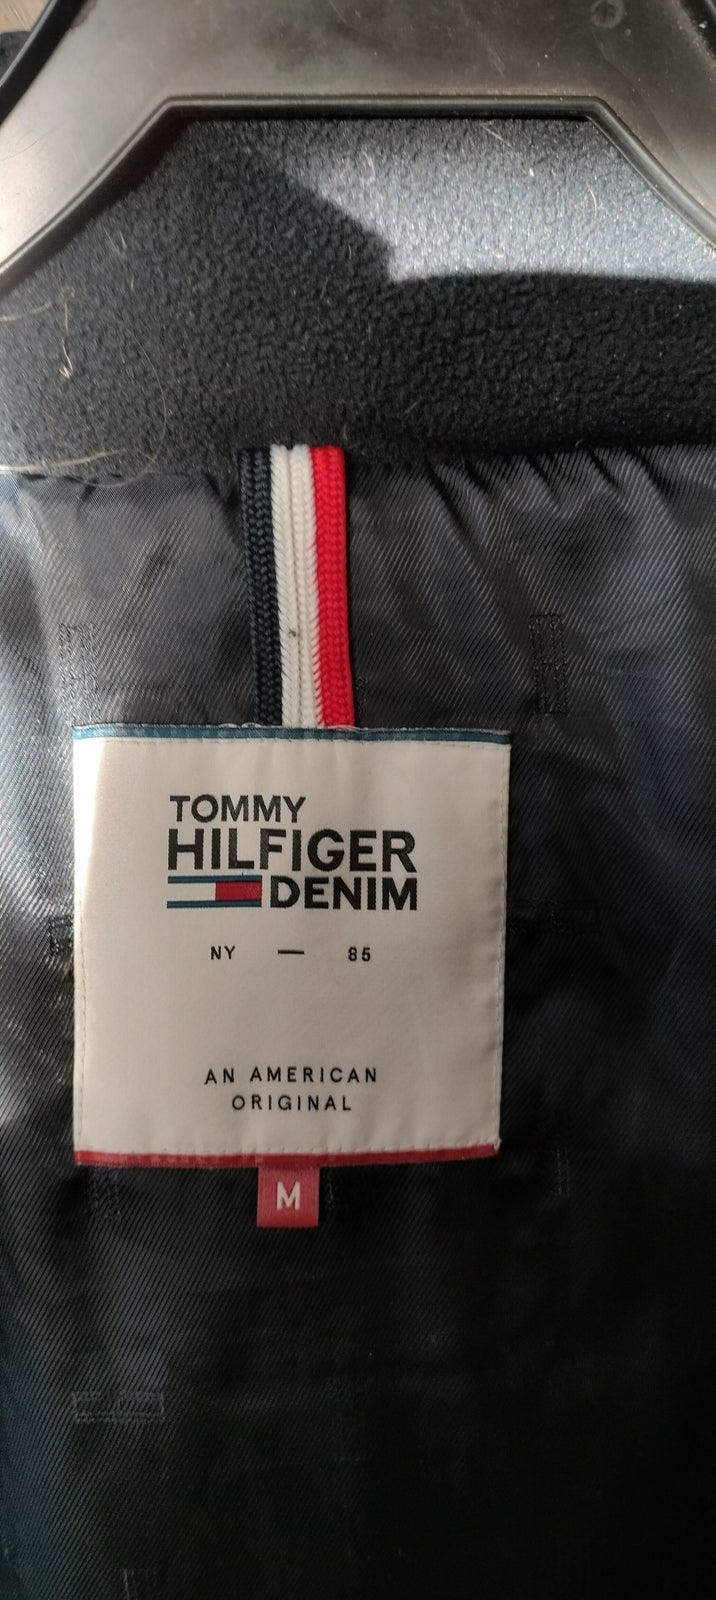 TOMMY
HILFIGER
DENIM
NY — 85
AN AMERICAN
ORIGINAL
M